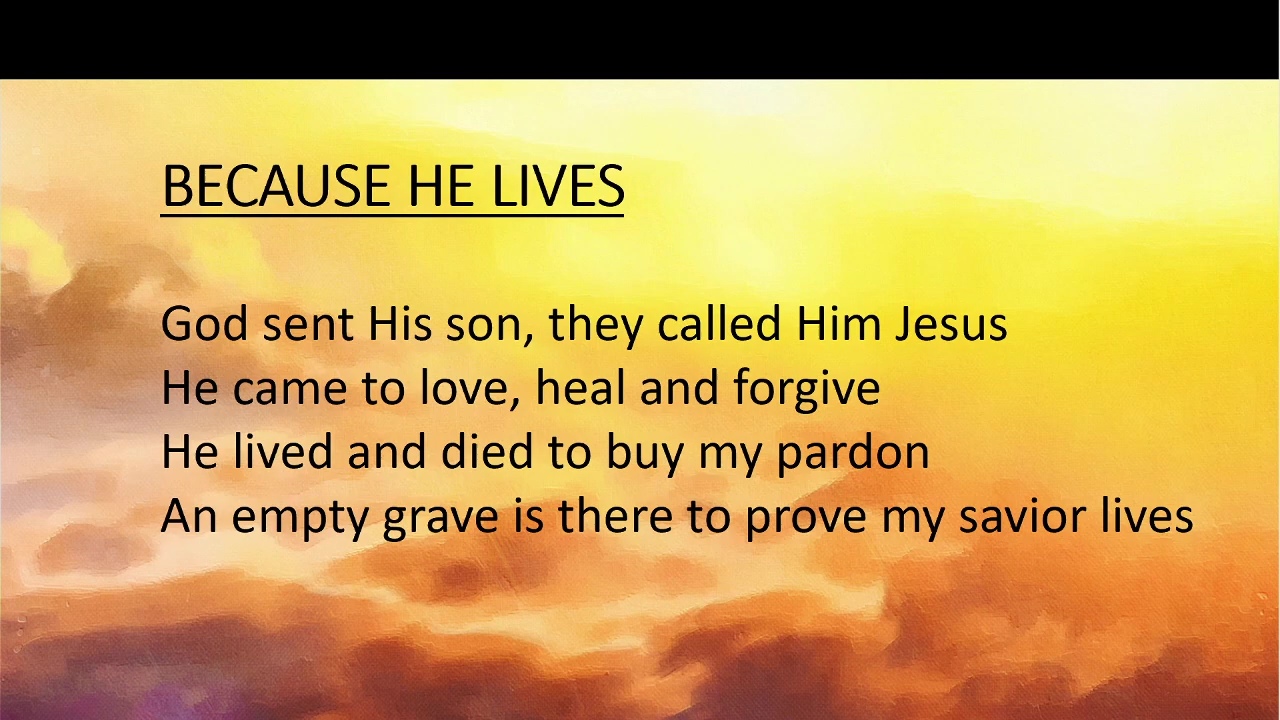 BECAUSE HE LIVES
God sent His son, they called Him Jesus
He came to love, heal and forgive
He lived and died to buy my pardon
An empty grave is there to prove my savior lives